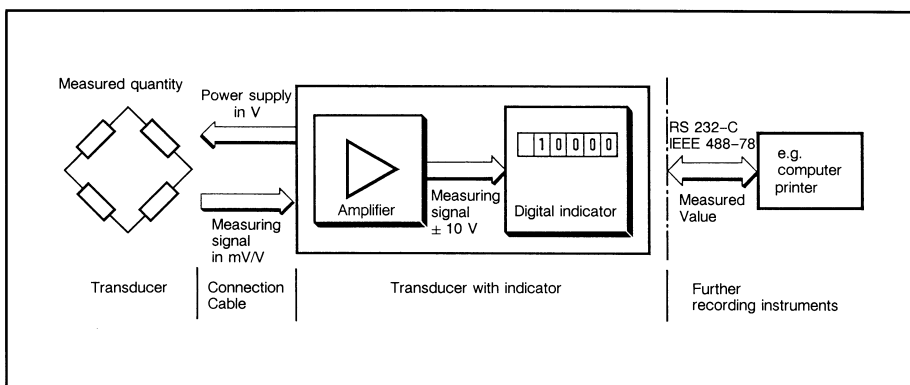 Measured quantity
Power supply
in V
Measuring
signal
in mV/V
Amplifier
Measuring
signal
± 10 V
1 0 0 0 0
Digital indicator
RS 232-C
IEEE 488-78
Measured
Value
e.g.
computer
printer
Transducer
Connection
Cable
Transducer with indicator
Further
recording instruments